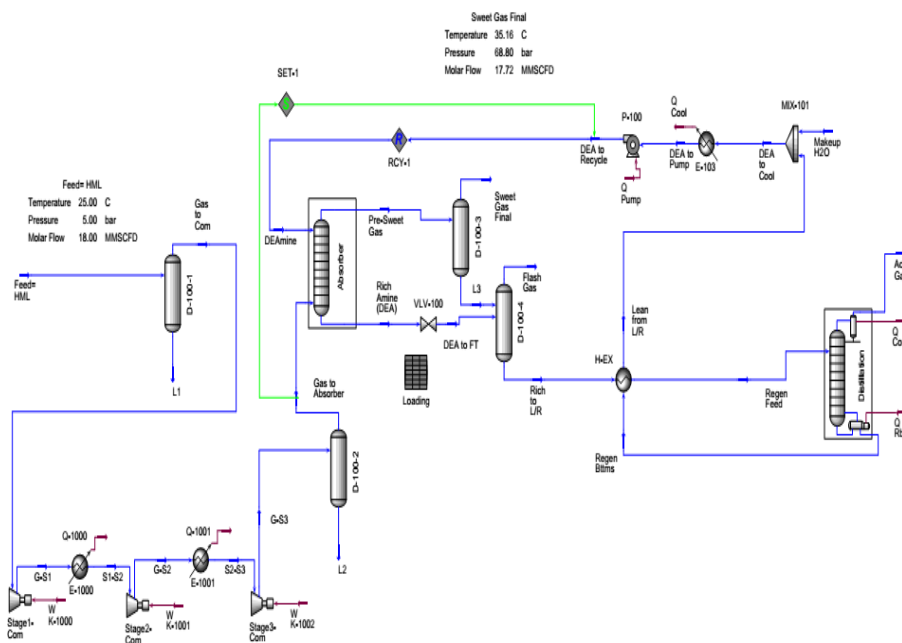 Sweet Gas Final
Temperature 35.16 C
Pressure 68.80 bar
Molar Flow 17.72 MMSCFD
SET-1
S
R
RCY-1
DEA to
Recycle
P-100
Q
Pump
DEA to
Pump
Q
Cool
E-103
DEA
to
Cool
MIX-101
Makeup
H2O
Feed= HML
Temperature 25.00 C
Pressure 5.00 bar
Molar Flow 18.00 MMSCFD
Gas
to
Com
Feed=
HML
D-100-1
L1
DEAmine
Absorber
Pre-Sweet
Gas
D-100-3
Sweet
Gas
Final
L3
Flash
Gas
D-100-4
Rich
Amine
(DEA)
VLV-100
DEA to FT
Loading
Gas to
Absorber
D-100-2
L2
Rich
to
L/R
H-EX
Lean
from
L/R
Regen
Feed
Regen
Bttms
Distillation
Q
Q
G-S3
Stage1-
Com
W
K-1000
G-S1
Q-1000
E-1000
S1-S2
Stage2-
Com
W
K-1001
G-S2
Q-1001
E-1001
S2-S3
Stage3-
Com
W
K-1002